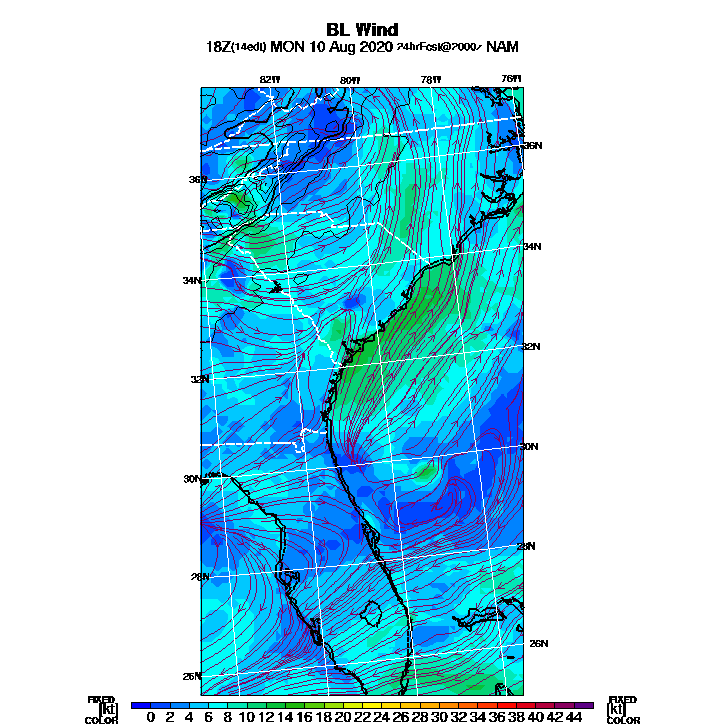 BL Wind
18Z(14edt) MON 10 Aug 2020 24hrFcst@2000z NAM
82W 80W 78W 76W
36N
36N
34N
34N
32N
32N
30N
30N
28N
28N
26N
26N
FIXED FIXED
[kt] 0 2 4 6 8 10 12 14 16 18 20 22 24 26 28 30 32 34 36 38 40 42 44 [kt]
COLOR COLOR